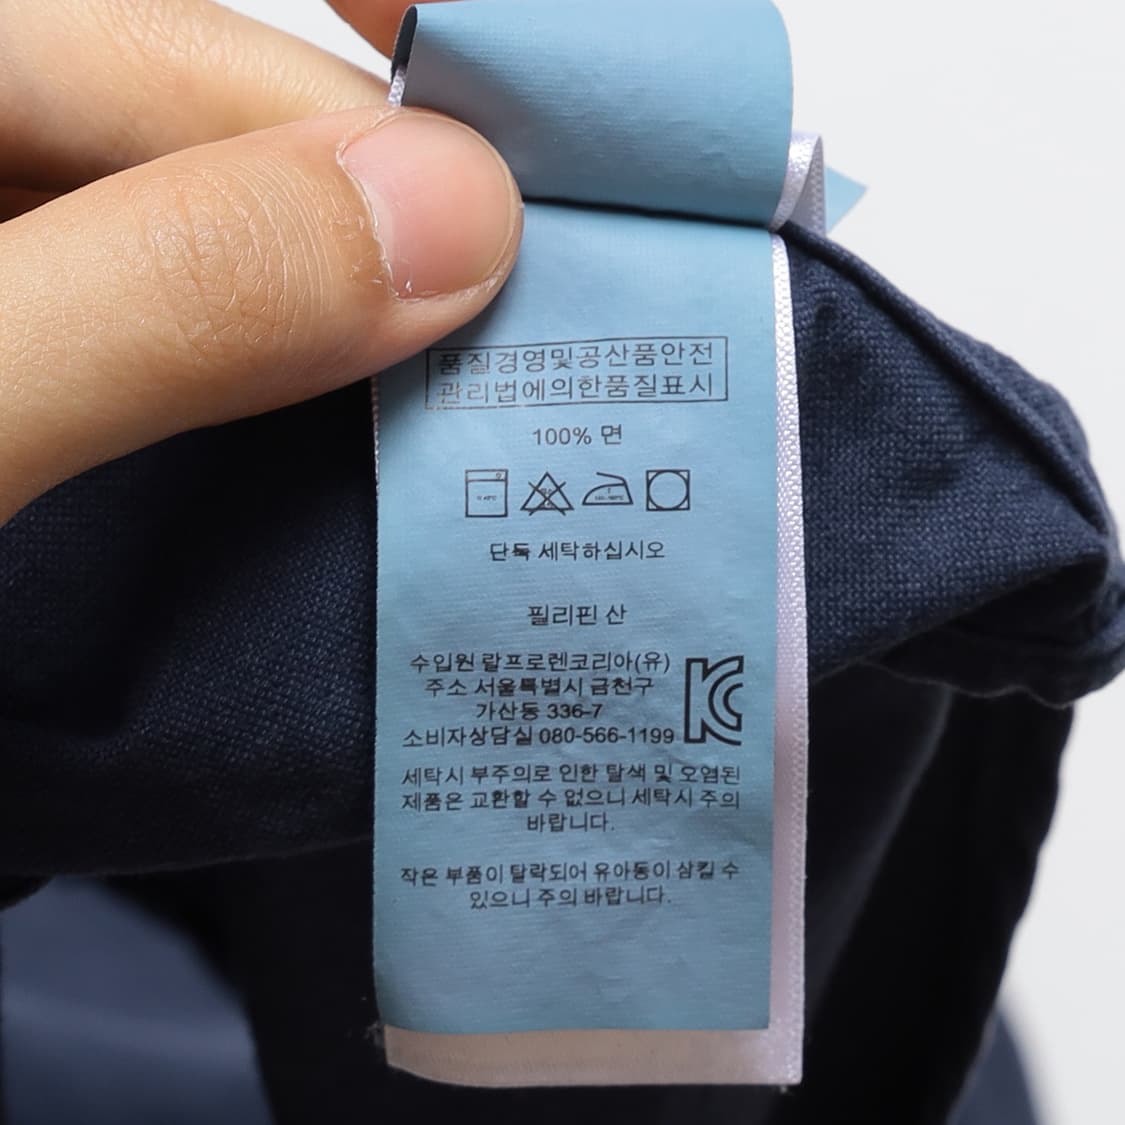 품질경영및공산품안전
관리법에의한품질표시
100% 면
단독 세탁하십시오
필리핀 산
수입원 랄프로렌코리아(유)
주소 서울특별시 금천구
가산동 336-7
소비자상담실 080-566-1199
세탁시 부주의로 인한 탈색 및 오염된
제품은 교환할 수 없으니 세탁시 주의
바랍니다.
작은 부품이 탈락되어 유아동이 삼킬 수
있으니 주의 바랍니다.